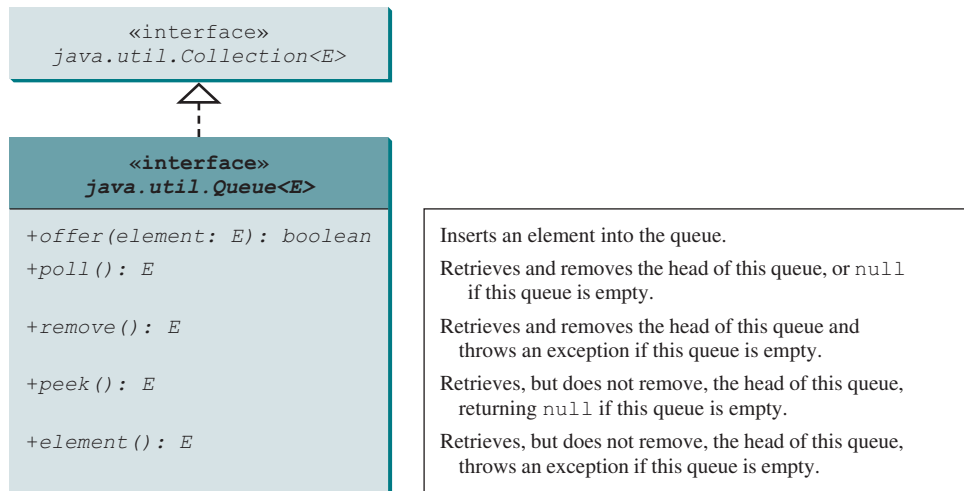 «interface»
java.util.Collection<E>
«interface»
java.util.Queue<E>
+offer(element: E): boolean
Inserts an element into the queue.
+poll(): E
Retrieves and removes the head of this queue, or null
if this queue is empty.
+remove(): E
Retrieves and removes the head of this queue and
throws an exception if this queue is empty.
+peek(): E
Retrieves, but does not remove, the head of this queue,
returning null if this queue is empty.
+element(): E
Retrieves, but does not remove, the head of this queue,
throws an exception if this queue is empty.